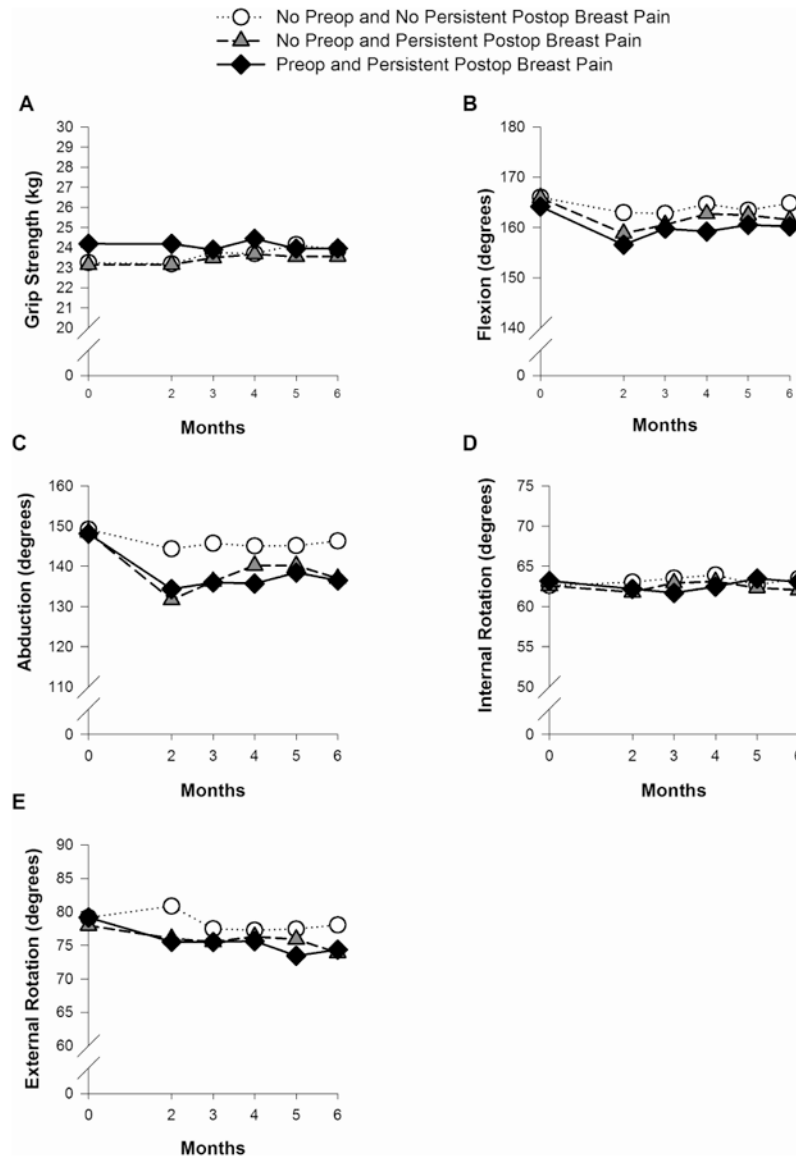 No Preop and No Persistent Postop Breast Pain
No Preop and Persistent Postop Breast Pain
Preop and Persistent Postop Breast Pain
A
Grip Strength (kg)
30
29
28
27
26
25
24
23
22
21
20
0
0 2 3 4 5 6
Months
B
Flexion (degrees)
180
170
160
150
140
0
0 2 3 4 5 6
Months
C
Abduction (degrees)
160
150
140
130
120
110
0
0 2 3 4 5 6
Months
D
Internal Rotation (degrees)
75
70
65
60
55
50
0
0 2 3 4 5 6
Months
E
External Rotation (degrees)
90
85
80
75
70
65
60
0
0 2 3 4 5 6
Months